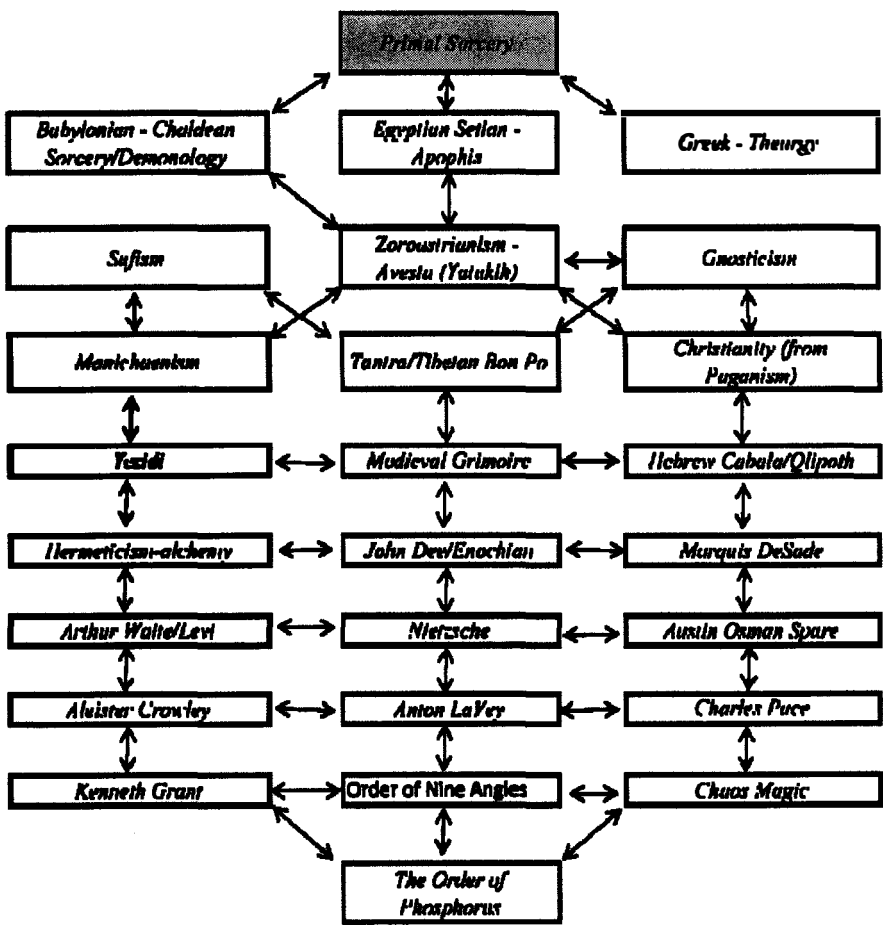 Primal Sorcery
Babylonian - Chaldean
Sorcery/Demonology
Egyptian Setian -
Apophis
Greek - Theurgy
Sufism
Zoroastrianism -
Avesta (Yatukih)
Gnosticism
Manichaenism
Tantra/Tibetan Bon Po
Christianity (from
Paganism)
Yezidi
Medieval Grimoire
Hebrew Cabala/Qlipoth
Hermeticism-alchemy
John Dee/Enochian
Marquis DeSade
Arthur Waite/Levi
Nietzsche
Austin Osman Spare
Aleister Crowley
Anton LaVey
Charles Pace
Kenneth Grant
Order of Nine Angles
Chaos Magic
The Order of
Phosphorus